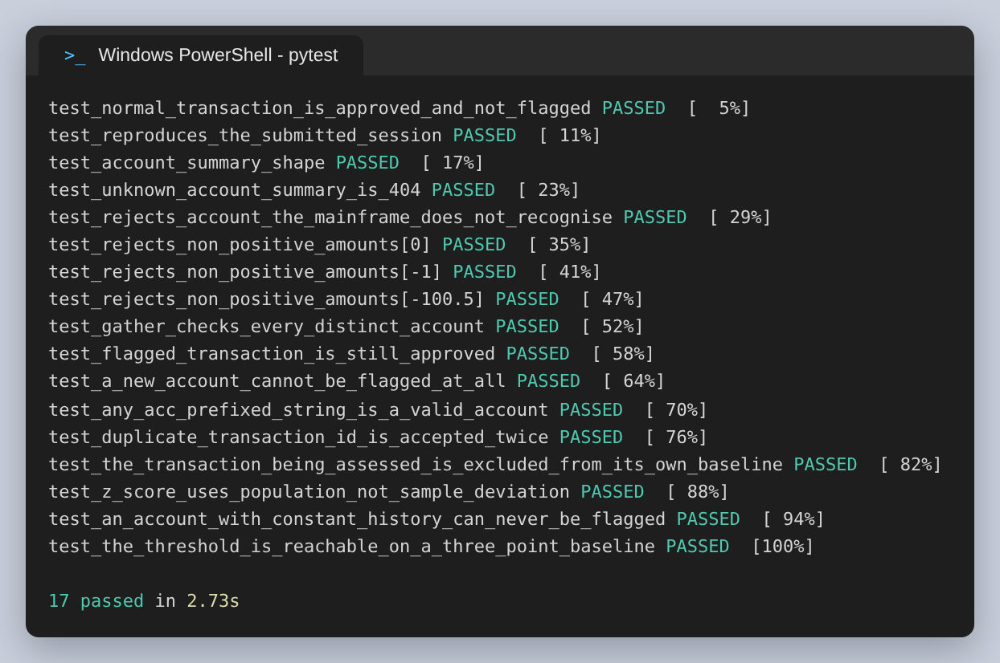 >_ Windows PowerShell - pytest
test_normal_transaction_is_approved_and_not_flagged PASSED  [  5%]
test_reproduces_the_submitted_session PASSED  [ 11%]
test_account_summary_shape PASSED  [ 17%]
test_unknown_account_summary_is_404 PASSED  [ 23%]
test_rejects_account_the_mainframe_does_not_recognise PASSED  [ 29%]
test_rejects_non_positive_amounts[0] PASSED  [ 35%]
test_rejects_non_positive_amounts[-1] PASSED  [ 41%]
test_rejects_non_positive_amounts[-100.5] PASSED  [ 47%]
test_gather_checks_every_distinct_account PASSED  [ 52%]
test_flagged_transaction_is_still_approved PASSED  [ 58%]
test_a_new_account_cannot_be_flagged_at_all PASSED  [ 64%]
test_any_acc_prefixed_string_is_a_valid_account PASSED  [ 70%]
test_duplicate_transaction_id_is_accepted_twice PASSED  [ 76%]
test_the_transaction_being_assessed_is_excluded_from_its_own_baseline PASSED  [ 82%]
test_z_score_uses_population_not_sample_deviation PASSED  [ 88%]
test_an_account_with_constant_history_can_never_be_flagged PASSED  [ 94%]
test_the_threshold_is_reachable_on_a_three_point_baseline PASSED  [100%]
17 passed in 2.73s